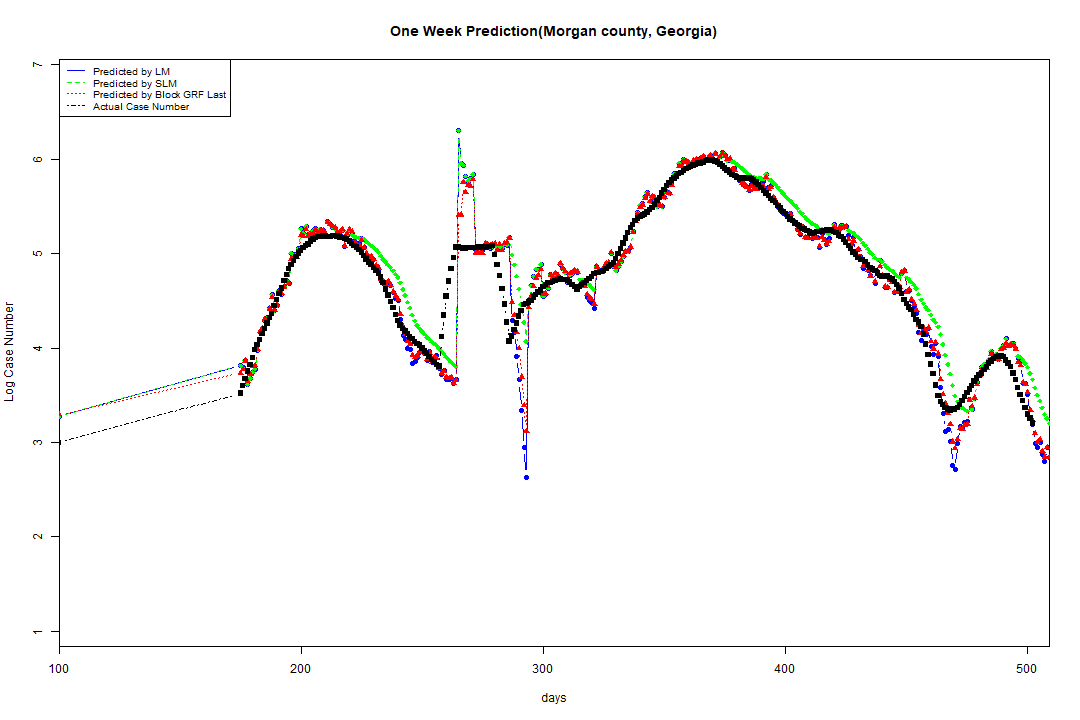 One Week Prediction(Morgan county, Georgia)
7
Predicted by LM
Predicted by SLM
Predicted by Block GRF Last
Actual Case Number
6
5
4
3
2
1
Log Case Number
100 200 300 400 500
days